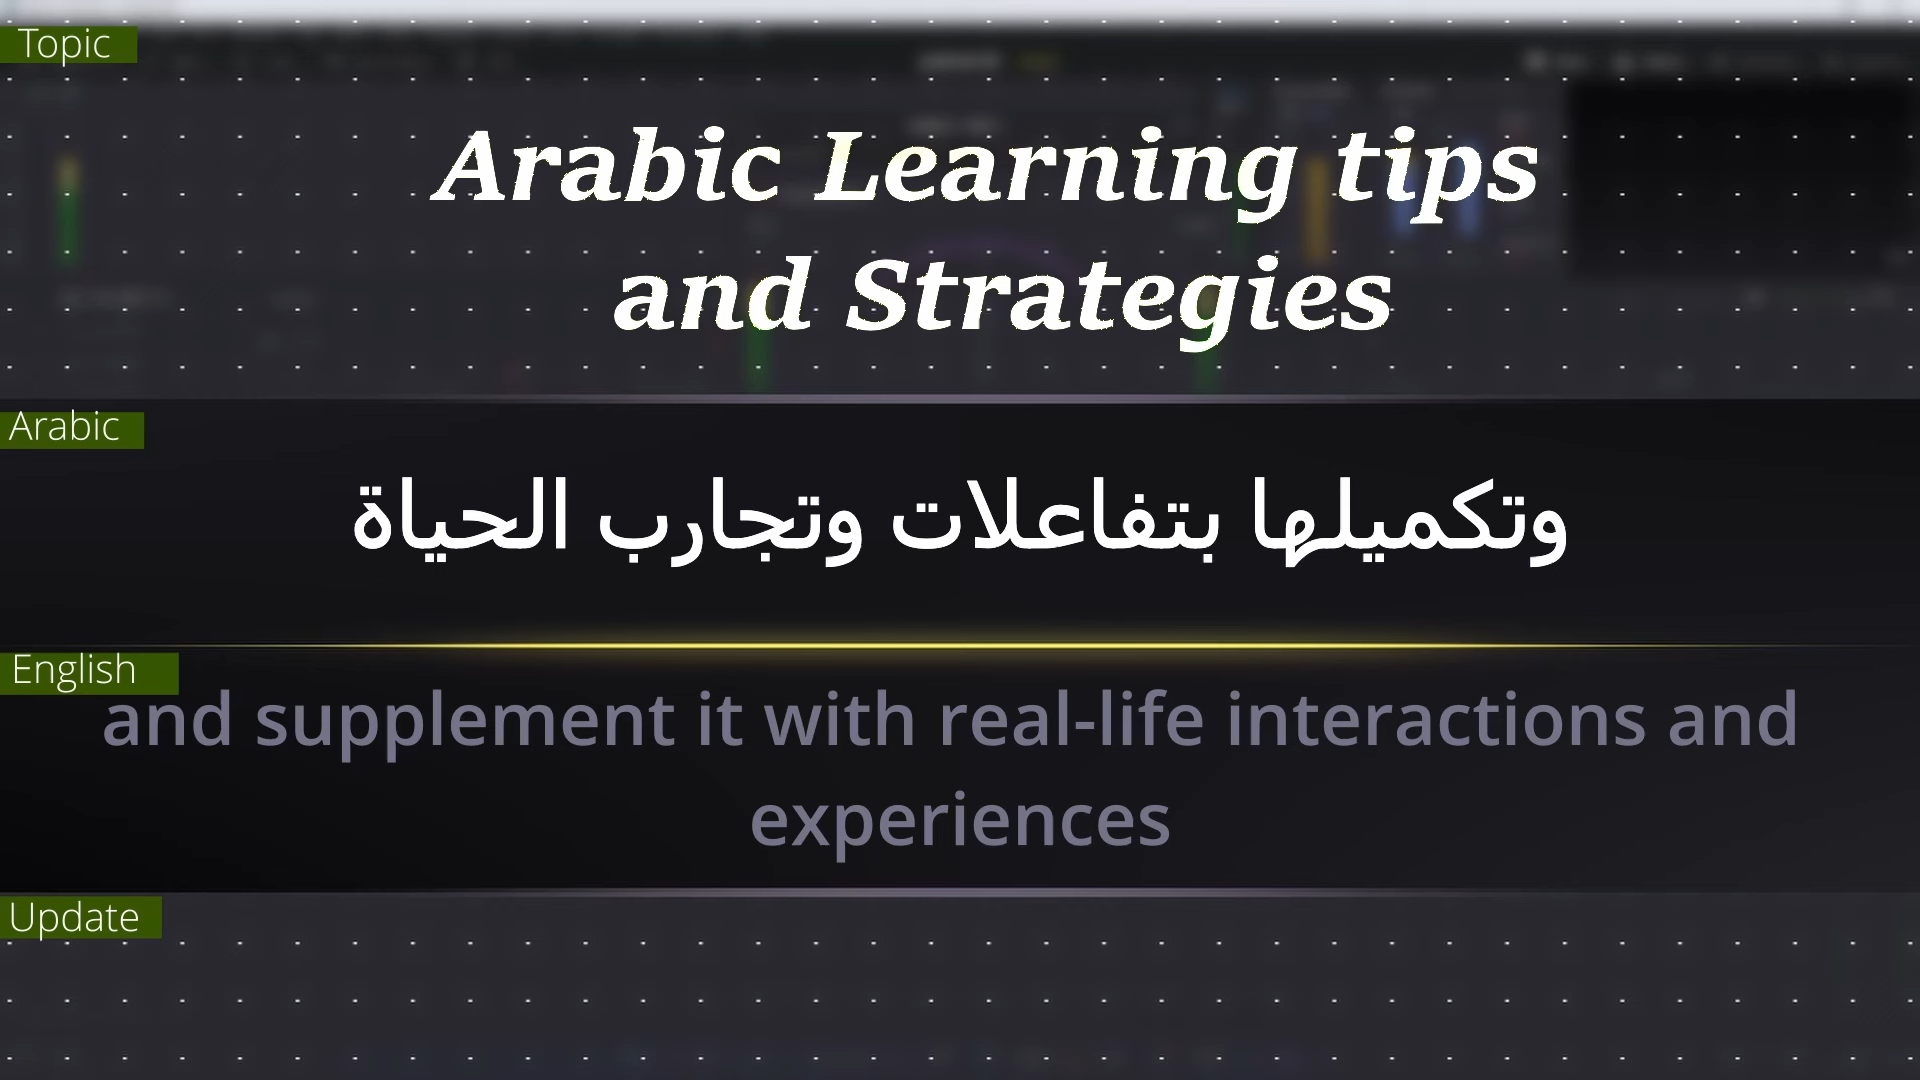 Topic
Arabic Learning tips
and Strategies
Arabic
وتكميلها بتفاعلات وتجارب الحياة
English
and supplement it with real-life interactions and
experiences
Update